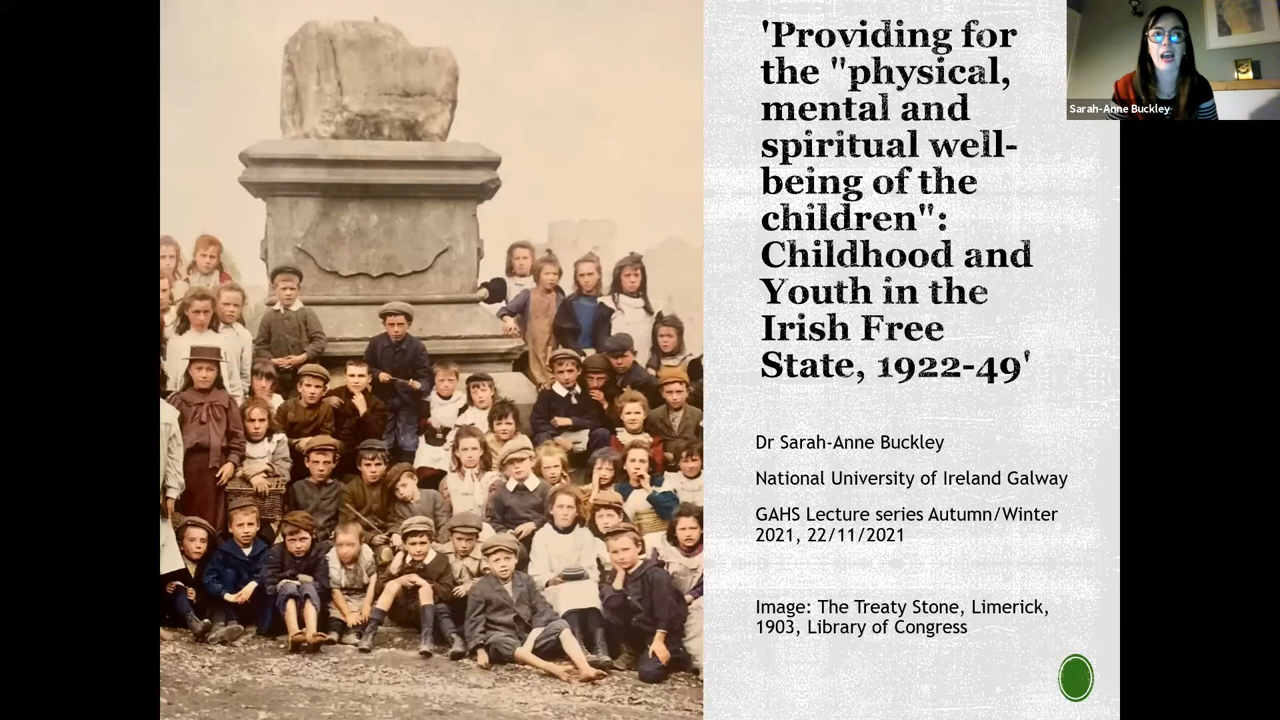 'Providing for
the "physical,
mental and
spiritual well-
being of the
children":
Childhood and
Youth in the
Irish Free
State, 1922-49'
Sarah-Anne Buckley
Dr Sarah-Anne Buckley
National University of Ireland Galway
GAHS Lecture series Autumn/Winter
2021, 22/11/2021
Image: The Treaty Stone, Limerick,
1903, Library of Congress